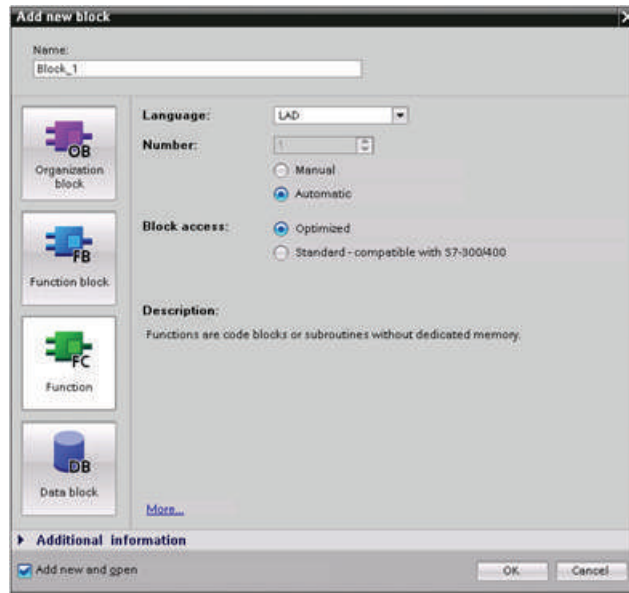 Add new block
Name:
Block_1
OB
Organization
block
FB
Function block
FC
Function
DB
Data block
Language:
LAD
Number:
1
Manual
Automatic
Block access:
Optimized
Standard - compatible with S7-300/400
Description:
Functions are code blocks or subroutines without dedicated memory.
More...
Additional information
Add new and open
OK
Cancel